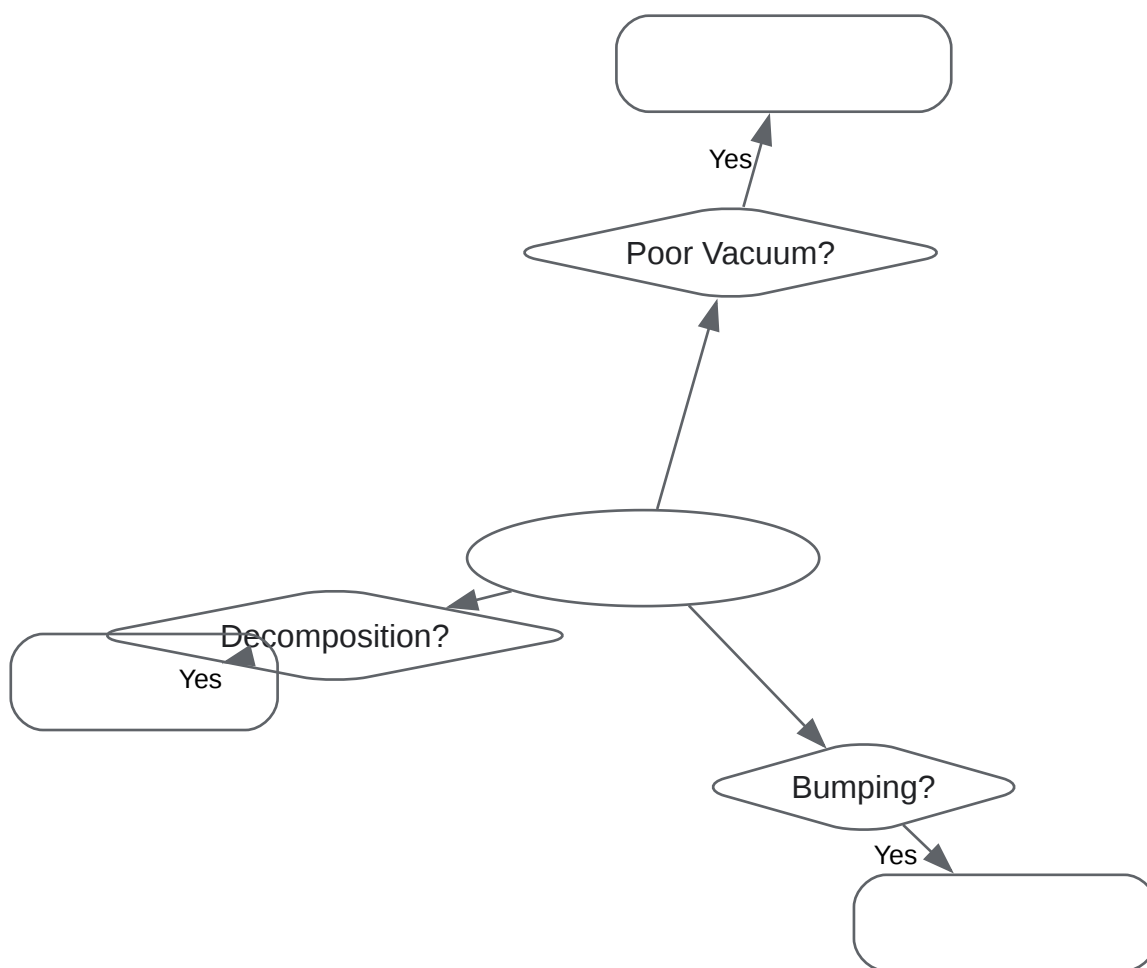 Yes
Poor Vacuum?
Decomposition?
Yes
Bumping?
Yes